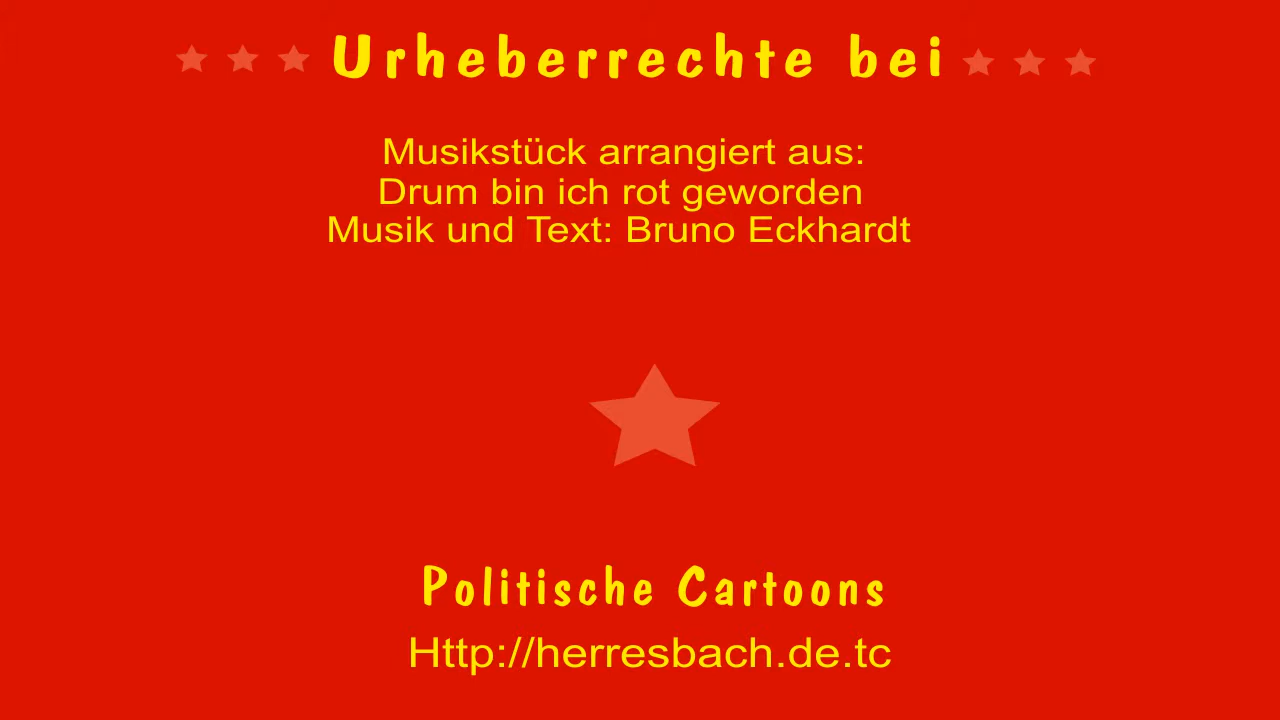 Urheberrechte bei
Musikstück arrangiert aus:
Drum bin ich rot geworden
Musik und Text: Bruno Eckhardt
Politische Cartoons
Http://herresbach.de.tc